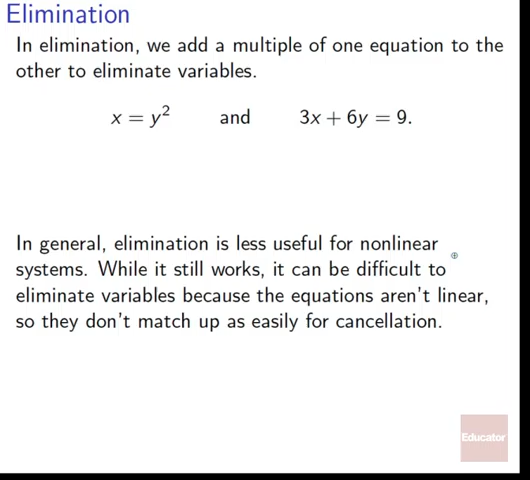 Elimination
In elimination, we add a multiple of one equation to the
other to eliminate variables.
x = y² and 3x + 6y = 9.
In general, elimination is less useful for nonlinear
systems. While it still works, it can be difficult to
eliminate variables because the equations aren't linear,
so they don't match up as easily for cancellation.
Educator